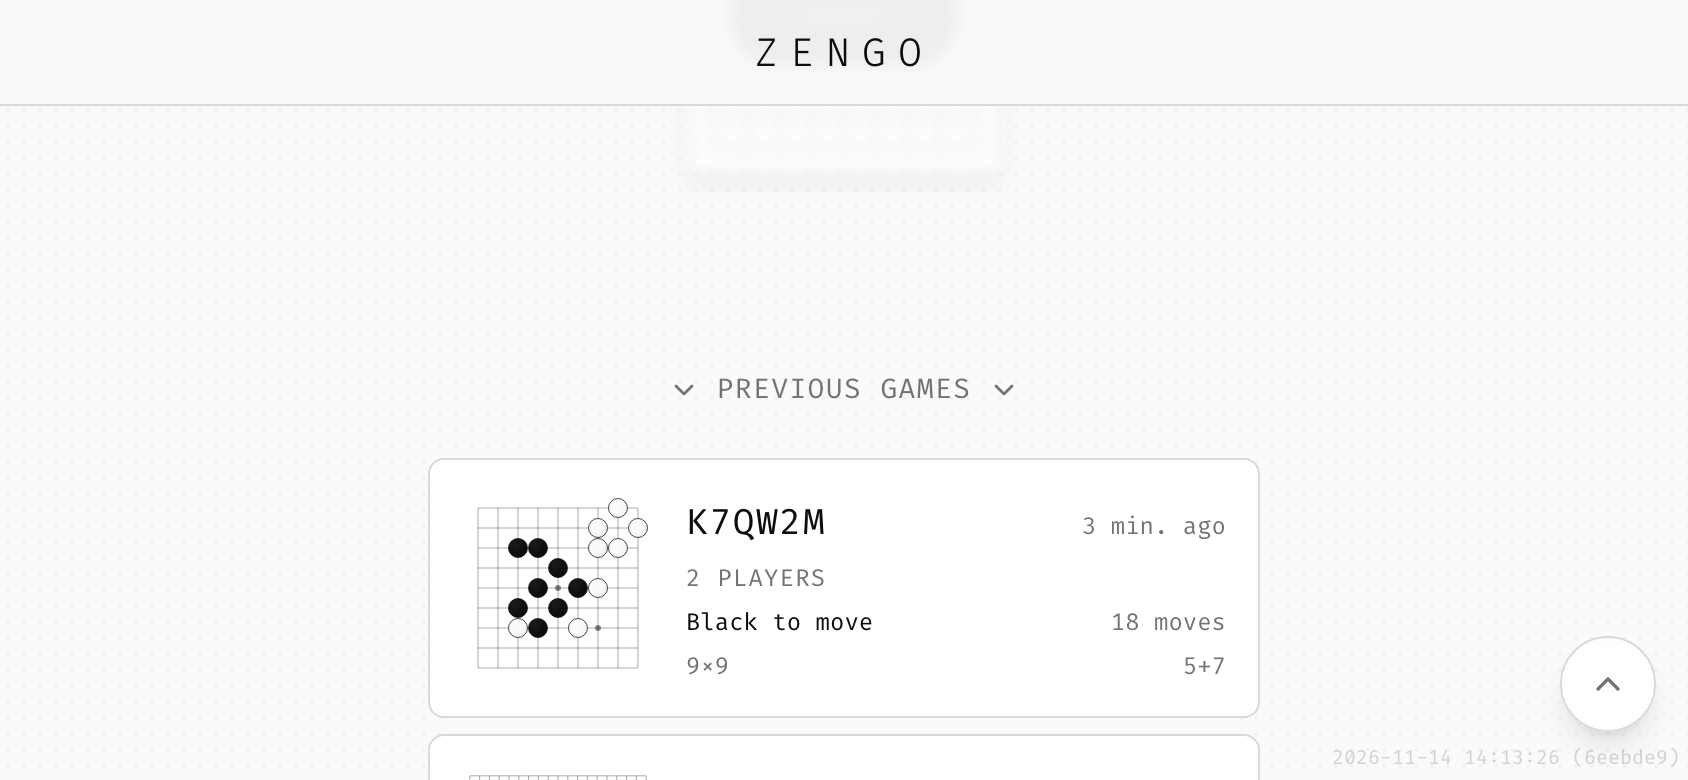 ZENGO
PREVIOUS GAMES
K7QW2M
3 min. ago
2 PLAYERS
Black to move
18 moves
9×9
5+7
2026-11-14 14:13:26 (6eebde9)